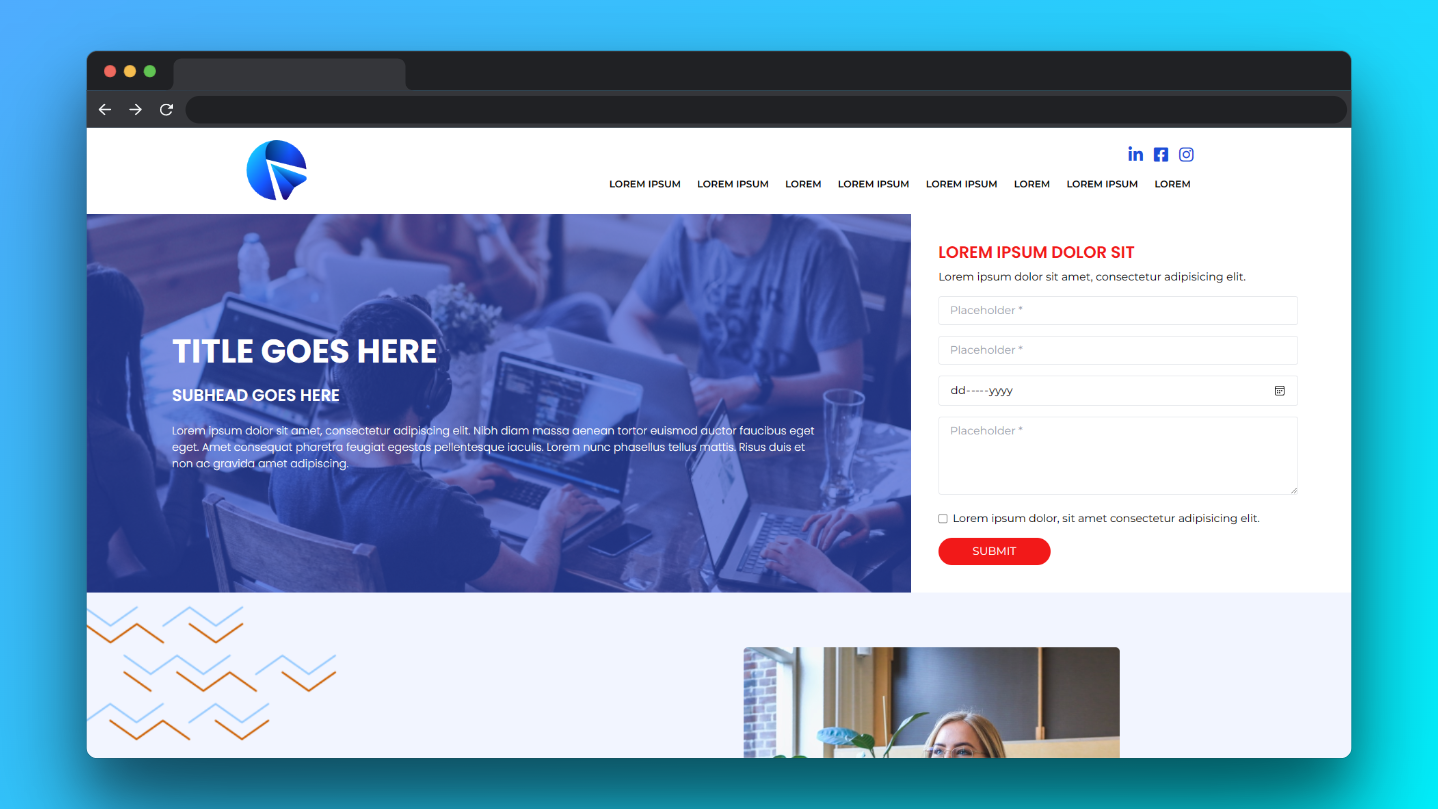 LOREM IPSUM LOREM IPSUM LOREM LOREM IPSUM LOREM IPSUM LOREM LOREM IPSUM LOREM
TITLE GOES HERE
SUBHEAD GOES HERE
Lorem ipsum dolor sit amet, consectetur adipiscing elit. Nibh diam massa aenean tortor euismod auctor faucibus eget
eget. Amet consequat pharetra feugiat egestas pellentesque iaculis. Lorem nunc phasellus tellus mattis. Risus duis et
non ac gravida amet adipiscing.
LOREM IPSUM DOLOR SIT
Lorem ipsum dolor sit amet, consectetur adipisicing elit.
Placeholder *
Placeholder *
dd-----yyyy
Placeholder *
Lorem ipsum dolor, sit amet consectetur adipisicing elit.
SUBMIT